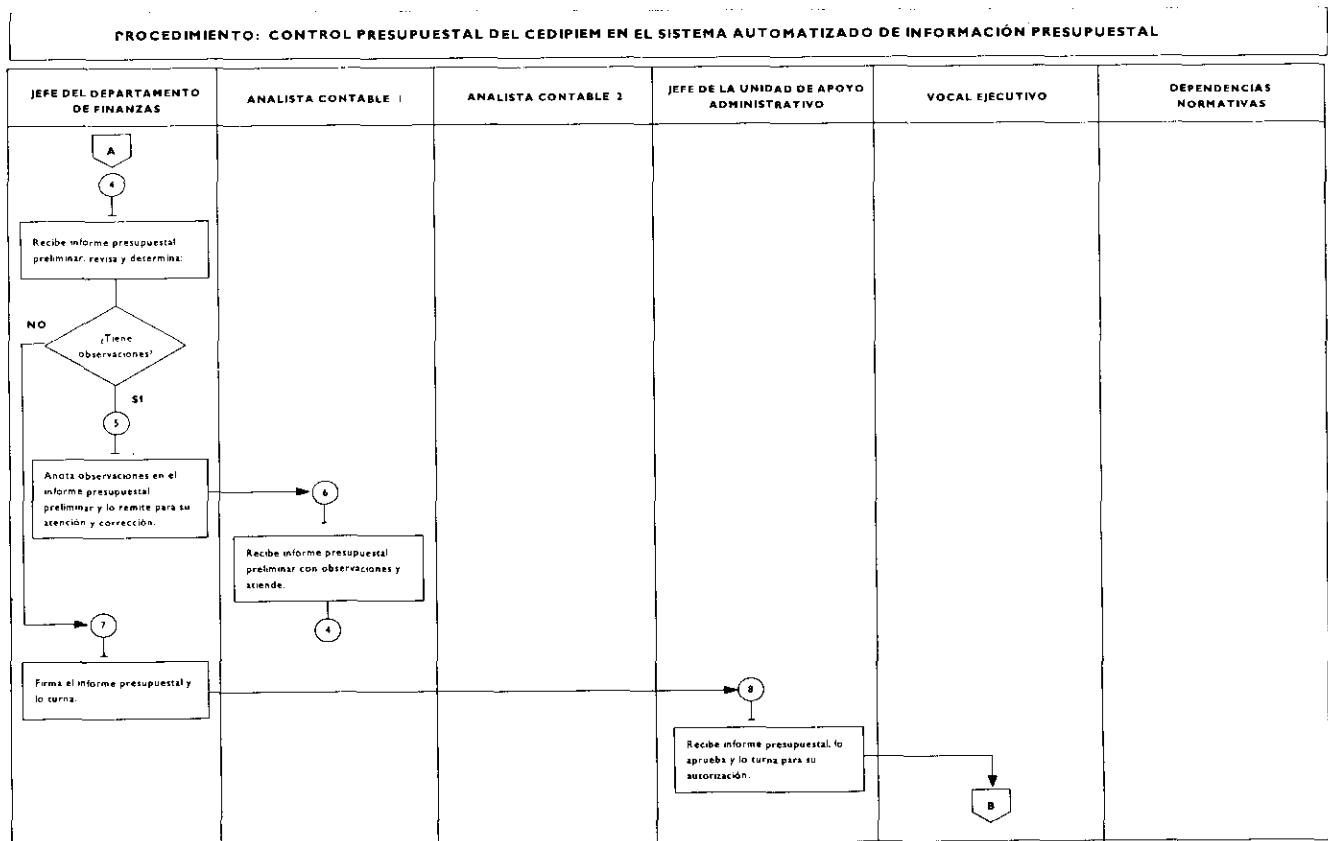 PROCEDIMIENTO: CONTROL PRESUPUESTAL DEL CEDIPIEM EN EL SISTEMA AUTOMATIZADO DE INFORMACIÓN PRESUPUESTAL
JEFE DEL DEPARTAMENTO
DE FINANZAS
ANALISTA CONTABLE 1
ANALISTA CONTABLE 2
JEFE DE LA UNIDAD DE APOYO
ADMINISTRATIVO
VOCAL EJECUTIVO
DEPENDENCIAS
NORMATIVAS
A
4
Recibe informe presupuestal
preliminar, revisa y determina:
NO
¿Tiene
observaciones?
SI
5
Anota observaciones en el
informe presupuestal
preliminar y lo remite para su
atención y corrección.
6
Recibe informe presupuestal
preliminar con observaciones y
atiende.
4
7
Firma el informe presupuestal y
lo turna.
8
Recibe informe presupuestal, lo
aprueba y lo turna para su
autorización.
B